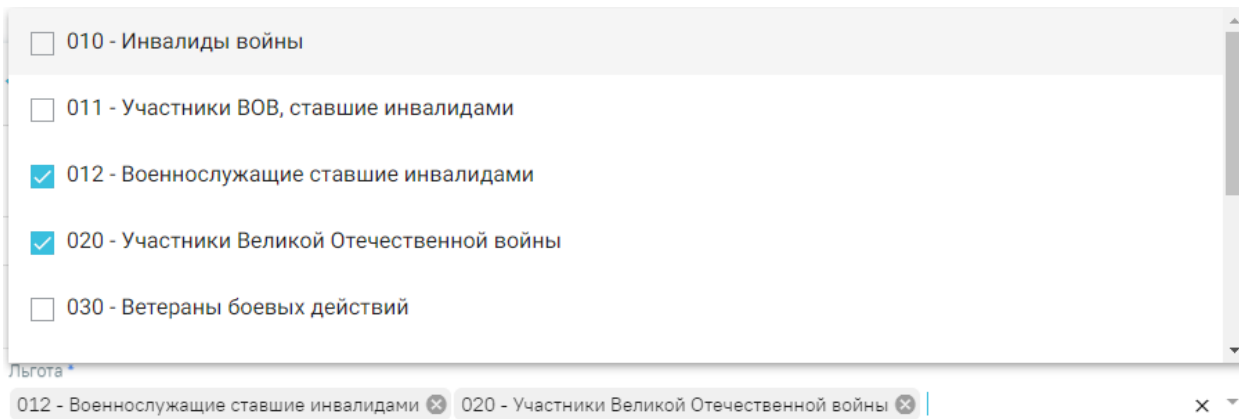 010 - Инвалиды войны
011 - Участники ВОВ, ставшие инвалидами
012 - Военнослужащие ставшие инвалидами
020 - Участники Великой Отечественной войны
030 - Ветераны боевых действий
Льгота *
012 - Военнослужащие ставшие инвалидами 020 - Участники Великой Отечественной войны